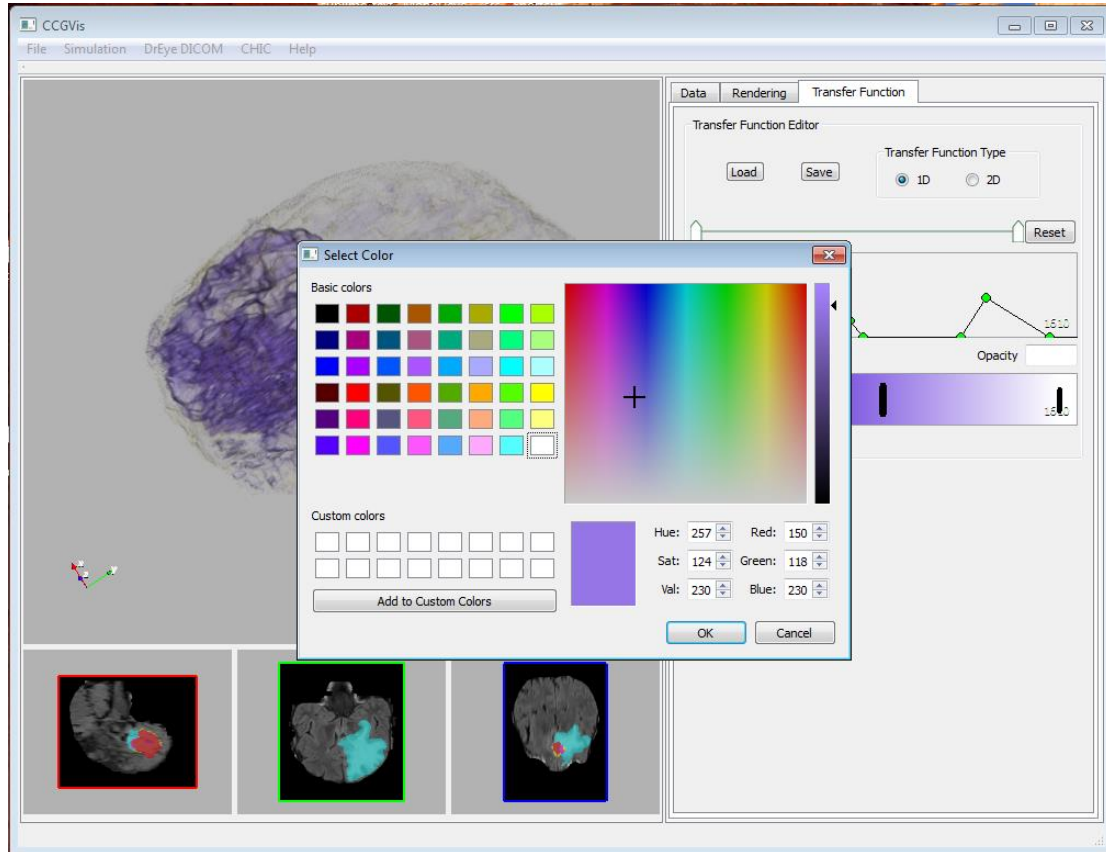 CCGVis
File Simulation DrEye DICOM CHIC Help
Data Rendering Transfer Function
Transfer Function Editor
Load Save
Transfer Function Type
1D 2D
Reset
1510
Opacity
1510
Select Color
Basic colors
Custom colors
Add to Custom Colors
Hue: 257 Red: 150
Sat: 124 Green: 118
Val: 230 Blue: 230
OK Cancel